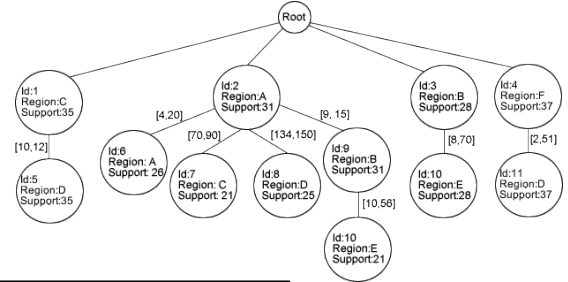 Root
Id:1
Region:C
Support:35
Id:2
Region:A
Support:31
Id:3
Region:B
Support:28
Id:4
Region:F
Support:37
[4,20]
[70,90]
[134,150]
[9, 15]
[10,12]
[8,70]
[2,51]
Id:5
Region:D
Support:35
Id:6
Region: A
Support: 26
Id:7
Region: C
Support: 21
Id:8
Region:D
Support:25
Id:9
Region:B
Support:31
Id:10
Region:E
Support:28
Id:11
Region:D
Support:37
[10,56]
Id:10
Region:E
Support:21